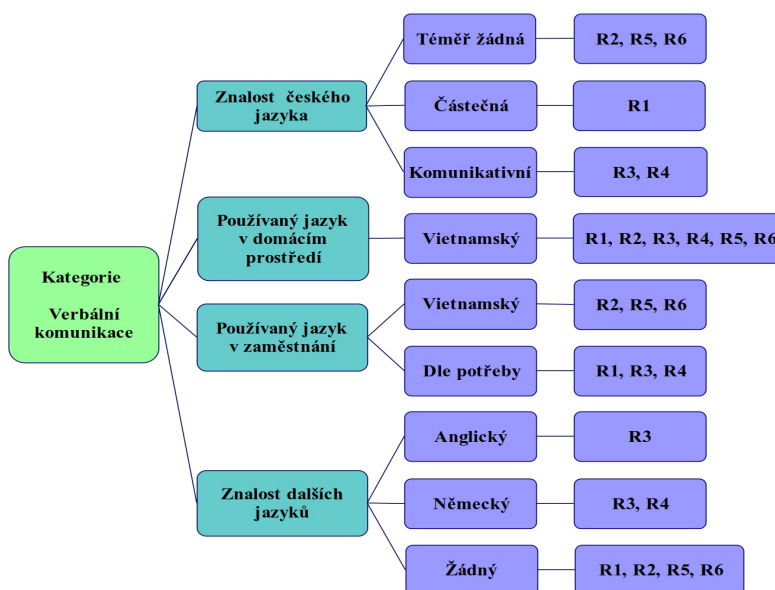 Kategorie
Verbální
komunikace
Znalost českého
jazyka
Téměř žádná
R2, R5, R6
Částečná
R1
Komunikativní
R3, R4
Používaný jazyk
v domácím
prostředí
Vietnamský
R1, R2, R3, R4, R5, R6
Používaný jazyk
v zaměstnání
Vietnamský
R2, R5, R6
Dle potřeby
R1, R3, R4
Znalost dalších
jazyků
Anglický
R3
Německý
R3, R4
Žádný
R1, R2, R5, R6